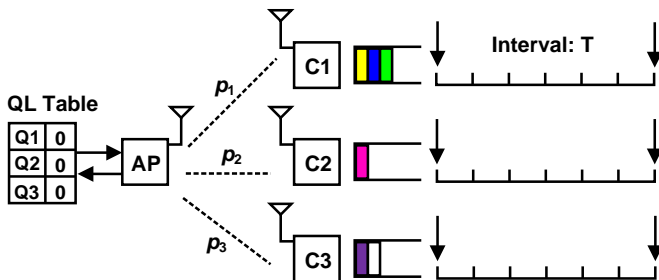 C1
Interval: T
p1
QL Table
Q1 0
Q2 0
Q3 0
AP
p2
C2
p3
C3